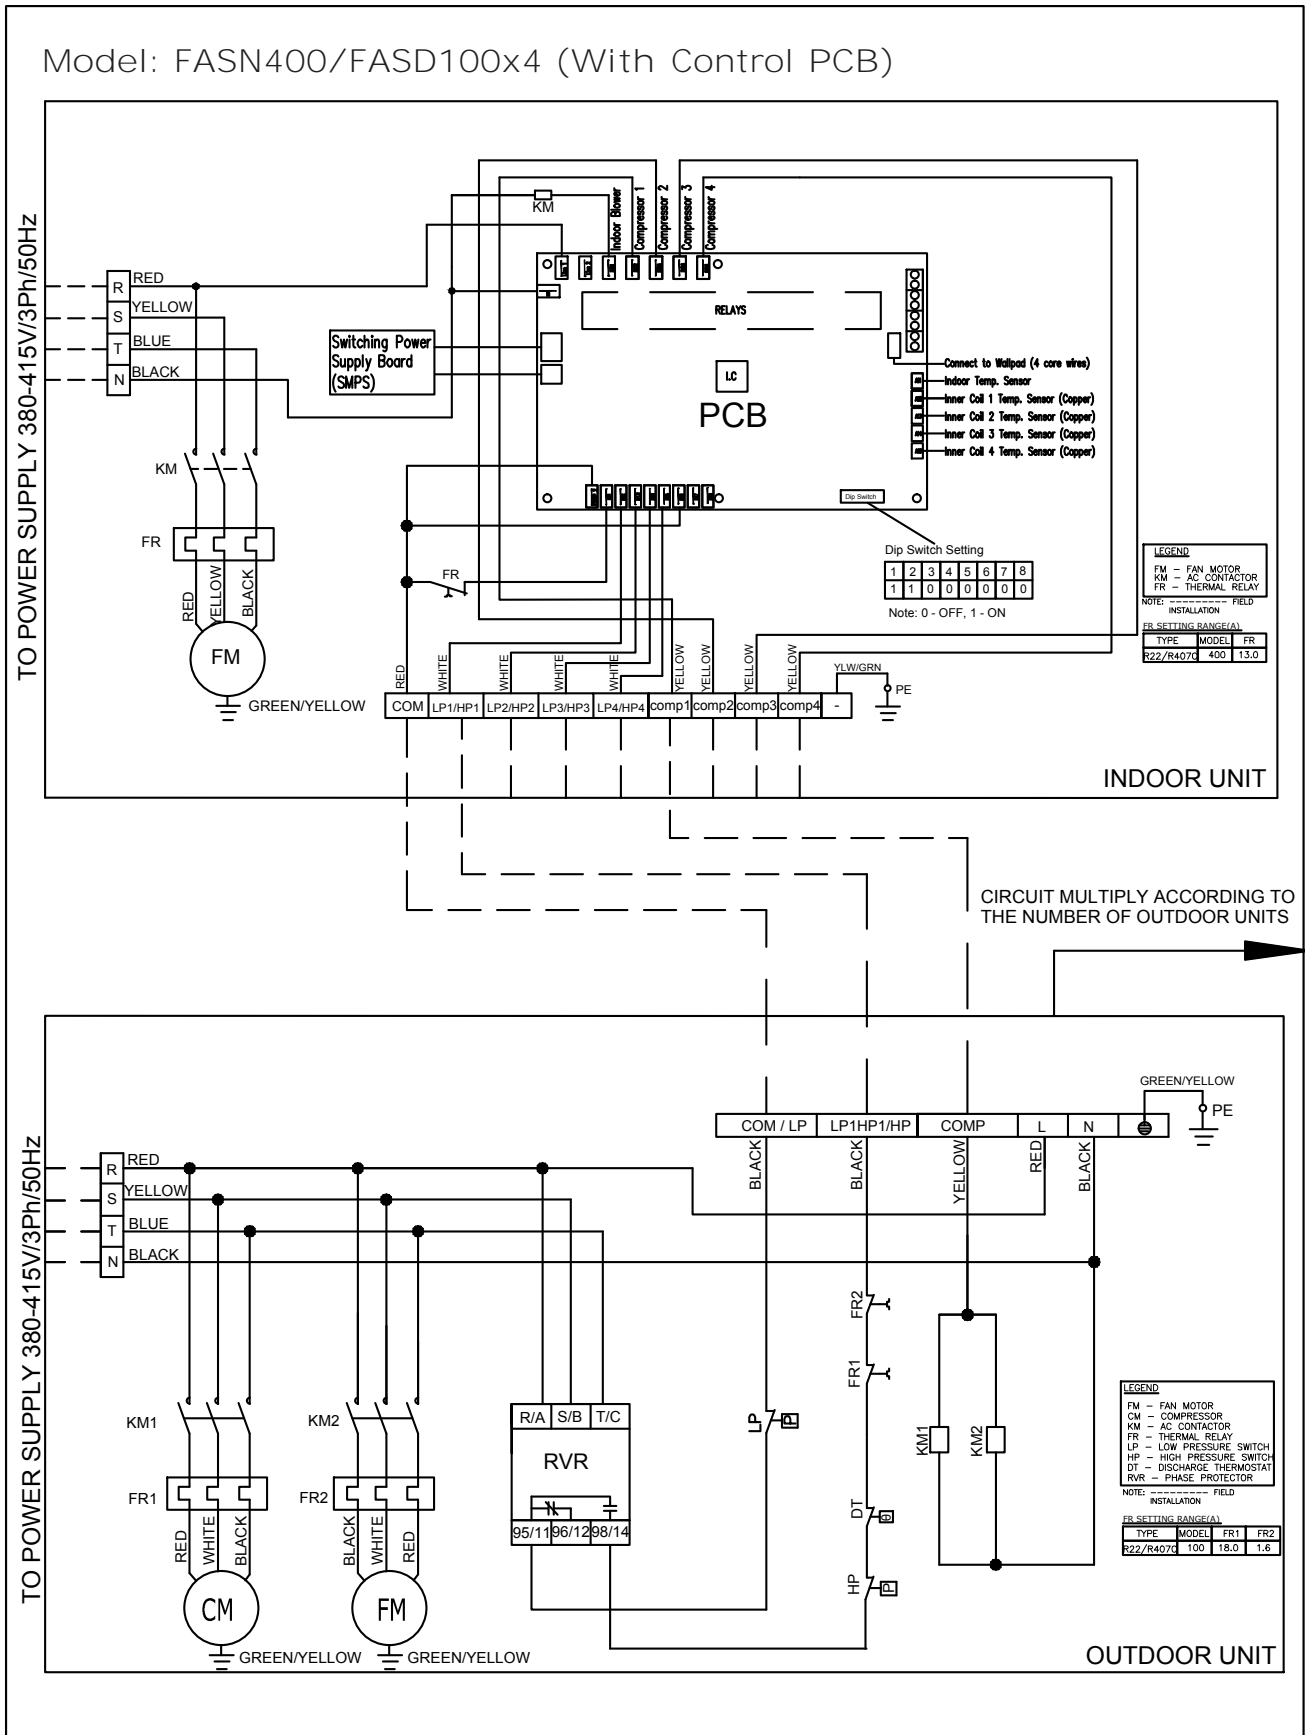 Model: FASN400/FASD100x4 (With Control PCB)
TO POWER SUPPLY 380-415V/3Ph/50Hz
R
RED
S
YELLOW
T
BLUE
N
BLACK
KM
Indoor Blower
Compressor 1
Compressor 2
Compressor 3
Compressor 4
RELAYS
Switching Power
Supply Board
(SMPS)
I.C
PCB
Connect to Wallpad (4 core wires)
Indoor Temp. Sensor
Inner Coil 1 Temp. Sensor (Copper)
Inner Coil 2 Temp. Sensor (Copper)
Inner Coil 3 Temp. Sensor (Copper)
Inner Coil 4 Temp. Sensor (Copper)
KM
FR
RED
YELLOW
BLACK
FM
GREEN/YELLOW
FR
Dip Switch
Dip Switch Setting
1 2 3 4 5 6 7 8
1 1 0 0 0 0 0 0
Note: 0 - OFF, 1 - ON
LEGEND
FM - FAN MOTOR
KM - AC CONTACTOR
FR - THERMAL RELAY
NOTE: --------- FIELD
INSTALLATION
FR SETTING RANGE(A)
TYPE MODEL FR
R22/R407C 400 13.0
RED
WHITE
WHITE
WHITE
WHITE
YELLOW
YELLOW
YELLOW
YELLOW
YLW/GRN
PE
COM LP1/HP1 LP2/HP2 LP3/HP3 LP4/HP4 comp1 comp2 comp3 comp4 -
INDOOR UNIT
CIRCUIT MULTIPLY ACCORDING TO
THE NUMBER OF OUTDOOR UNITS
TO POWER SUPPLY 380-415V/3Ph/50Hz
GREEN/YELLOW
PE
COM / LP LP1HP1/HP COMP L N
BLACK
BLACK
YELLOW
RED
BLACK
R
RED
S
YELLOW
T
BLUE
N
BLACK
KM1
KM2
FR1
FR2
RED
WHITE
BLACK
BLACK
WHITE
RED
CM
FM
GREEN/YELLOW
GREEN/YELLOW
R/A S/B T/C
RVR
95/11 96/12 98/14
LP
P
FR2
FR1
DT
θ
HP
P
KM1
KM2
LEGEND
FM - FAN MOTOR
CM - COMPRESSOR
KM - AC CONTACTOR
FR - THERMAL RELAY
LP - LOW PRESSURE SWITCH
HP - HIGH PRESSURE SWITCH
DT - DISCHARGE THERMOSTAT
RVR - PHASE PROTECTOR
NOTE: --------- FIELD
INSTALLATION
FR SETTING RANGE(A)
TYPE MODEL FR1 FR2
R22/R407C 100 18.0 1.6
OUTDOOR UNIT